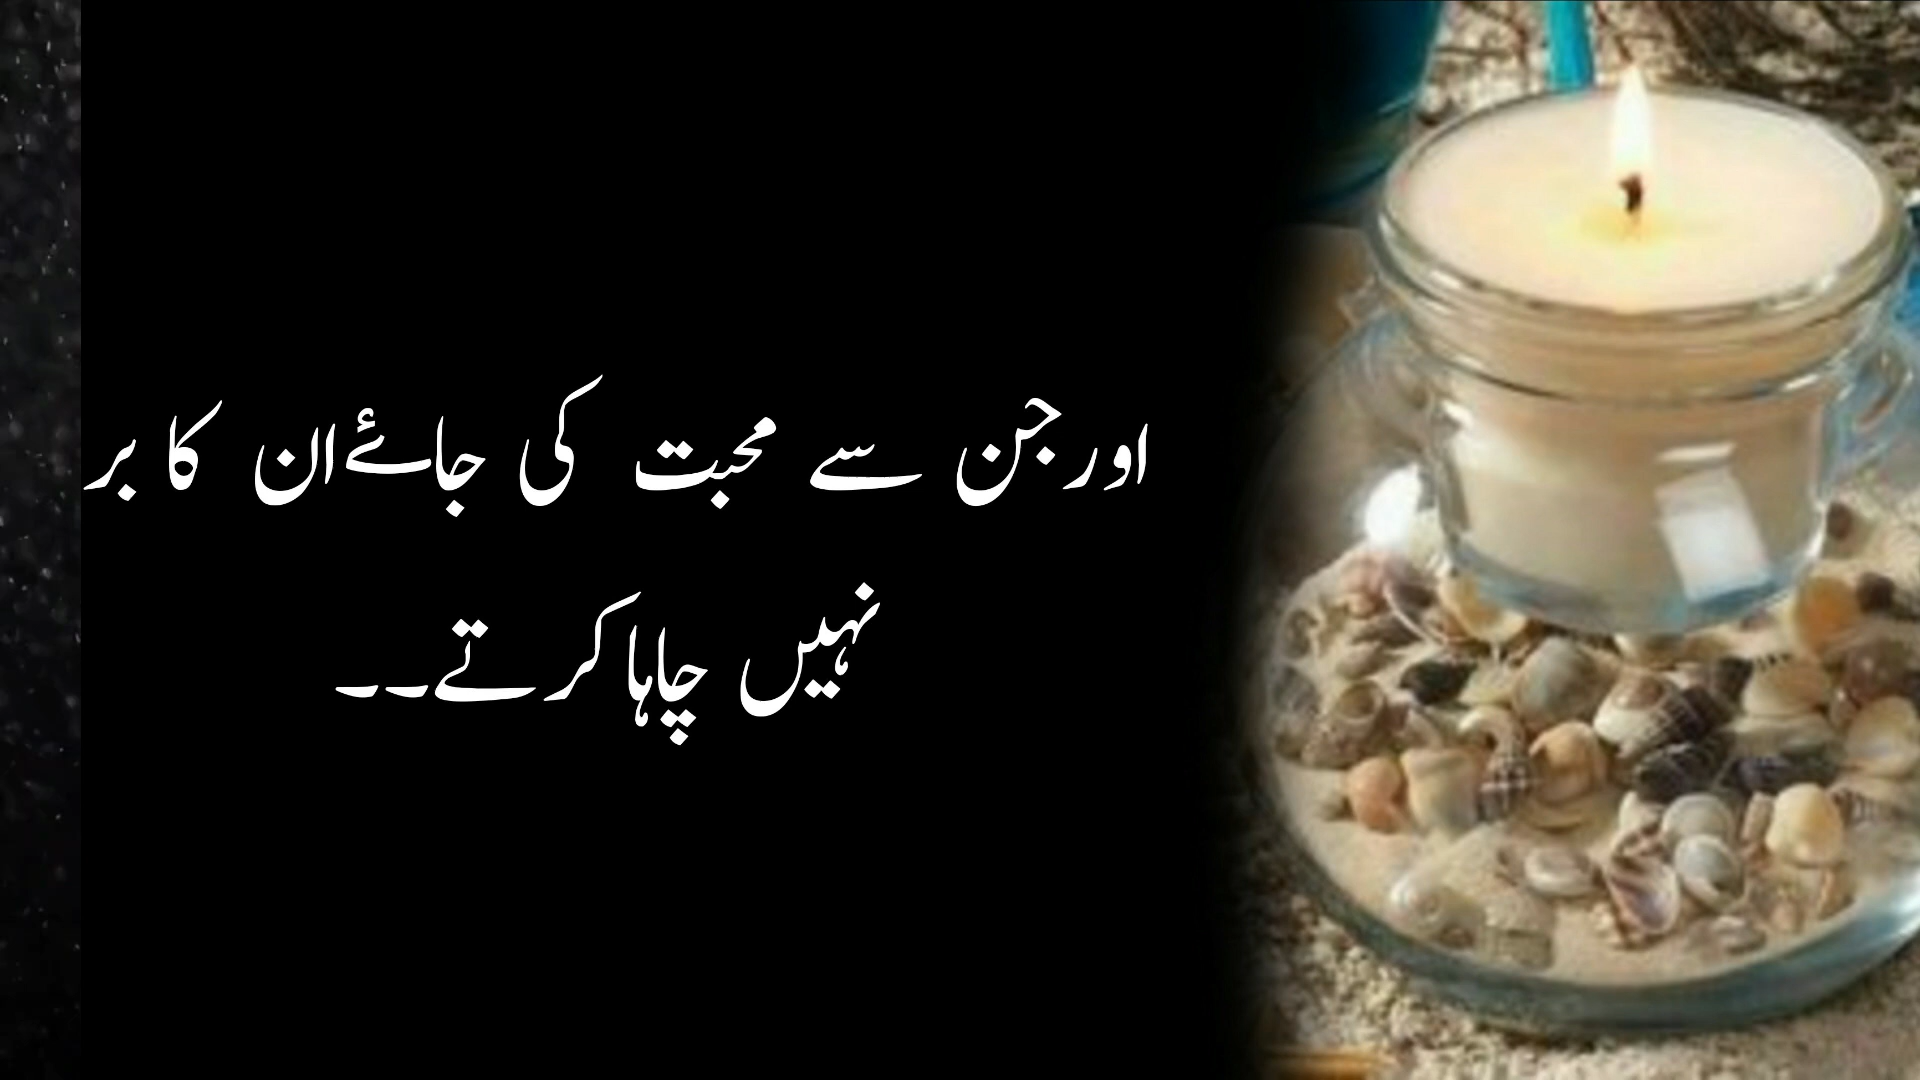 اور جن سے محبت کی جائے ان کا بر
نہیں چاہا کرتے۔۔